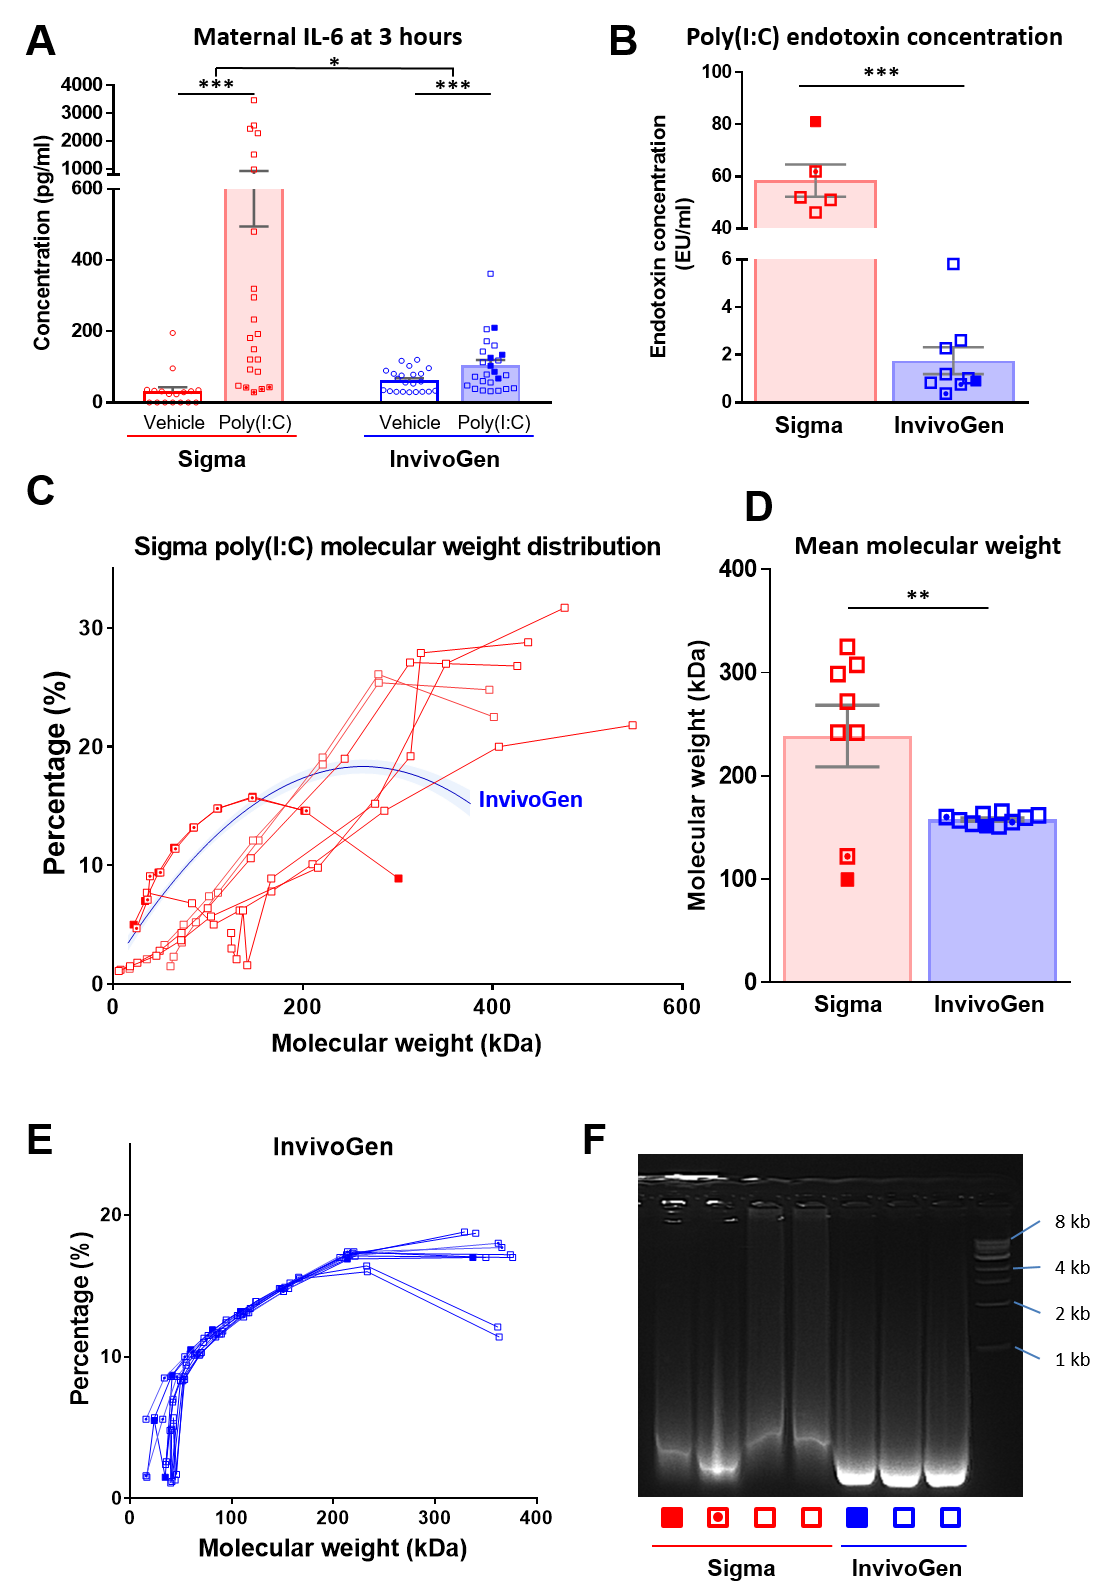 A
Maternal IL-6 at 3 hours
*
***
***
Concentration (pg/ml)
4000
3000
2000
1000
600
400
200
0
Vehicle
Poly(I:C)
Vehicle
Poly(I:C)
Sigma
InvivoGen
B
Poly(I:C) endotoxin concentration
***
Endotoxin concentration
(EU/ml)
100
80
60
40
6
4
2
0
Sigma
InvivoGen
C
Sigma poly(I:C) molecular weight distribution
Percentage (%)
30
20
10
0
InvivoGen
0
200
400
600
Molecular weight (kDa)
D
Mean molecular weight
**
Molecular weight (kDa)
400
300
200
100
0
Sigma
InvivoGen
E
InvivoGen
Percentage (%)
20
10
0
0
100
200
300
400
Molecular weight (kDa)
F
8 kb
4 kb
2 kb
1 kb
Sigma
InvivoGen